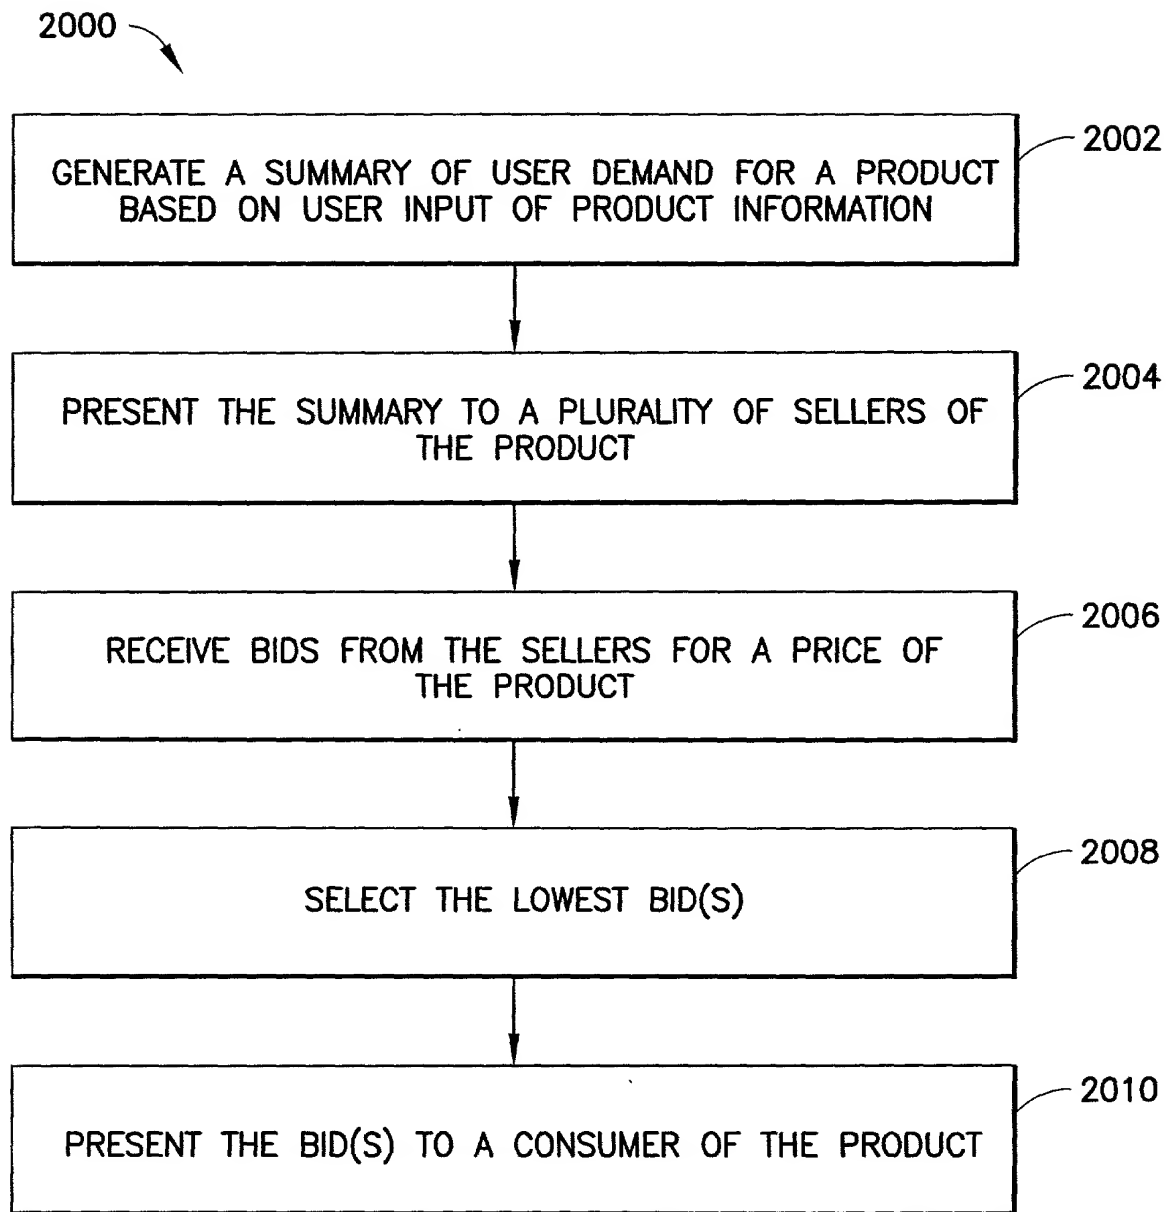 2000
2002
GENERATE A SUMMARY OF USER DEMAND FOR A PRODUCT
BASED ON USER INPUT OF PRODUCT INFORMATION
2004
PRESENT THE SUMMARY TO A PLURALITY OF SELLERS OF
THE PRODUCT
2006
RECEIVE BIDS FROM THE SELLERS FOR A PRICE OF
THE PRODUCT
2008
SELECT THE LOWEST BID(S)
2010
PRESENT THE BID(S) TO A CONSUMER OF THE PRODUCT